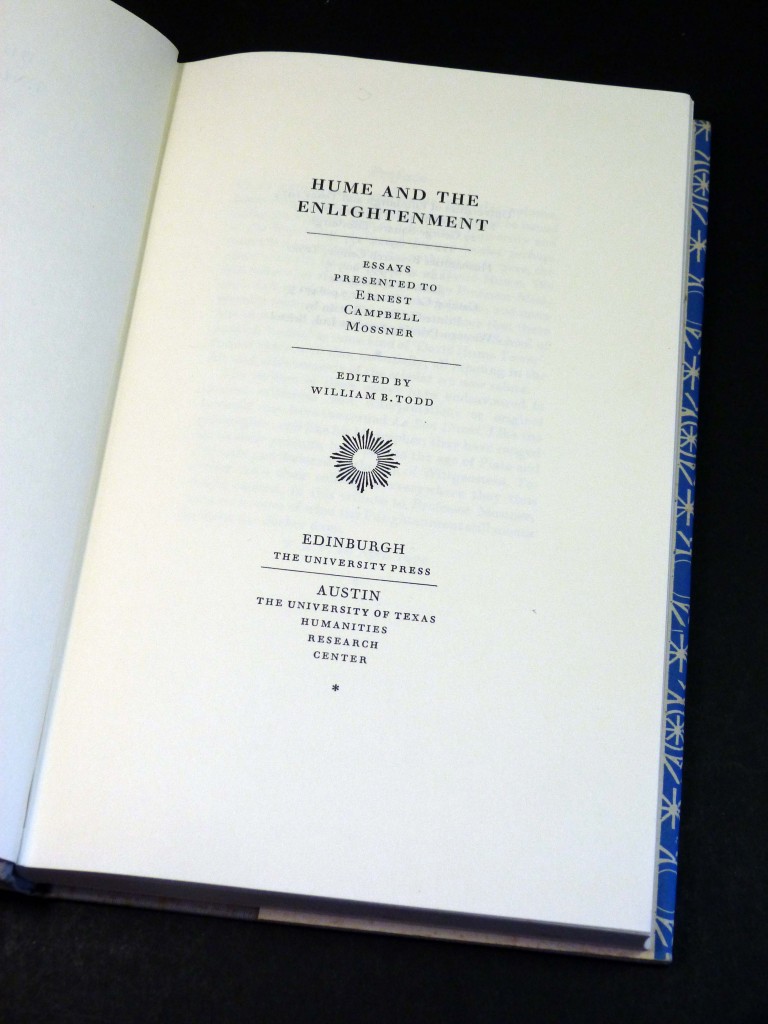 HUME AND THE
ENLIGHTENMENT
ESSAYS
PRESENTED TO
ERNEST
CAMPBELL
MOSSNER
EDITED BY
WILLIAM B. TODD
EDINBURGH
THE UNIVERSITY PRESS
AUSTIN
THE UNIVERSITY OF TEXAS
HUMANITIES
RESEARCH
CENTER
*